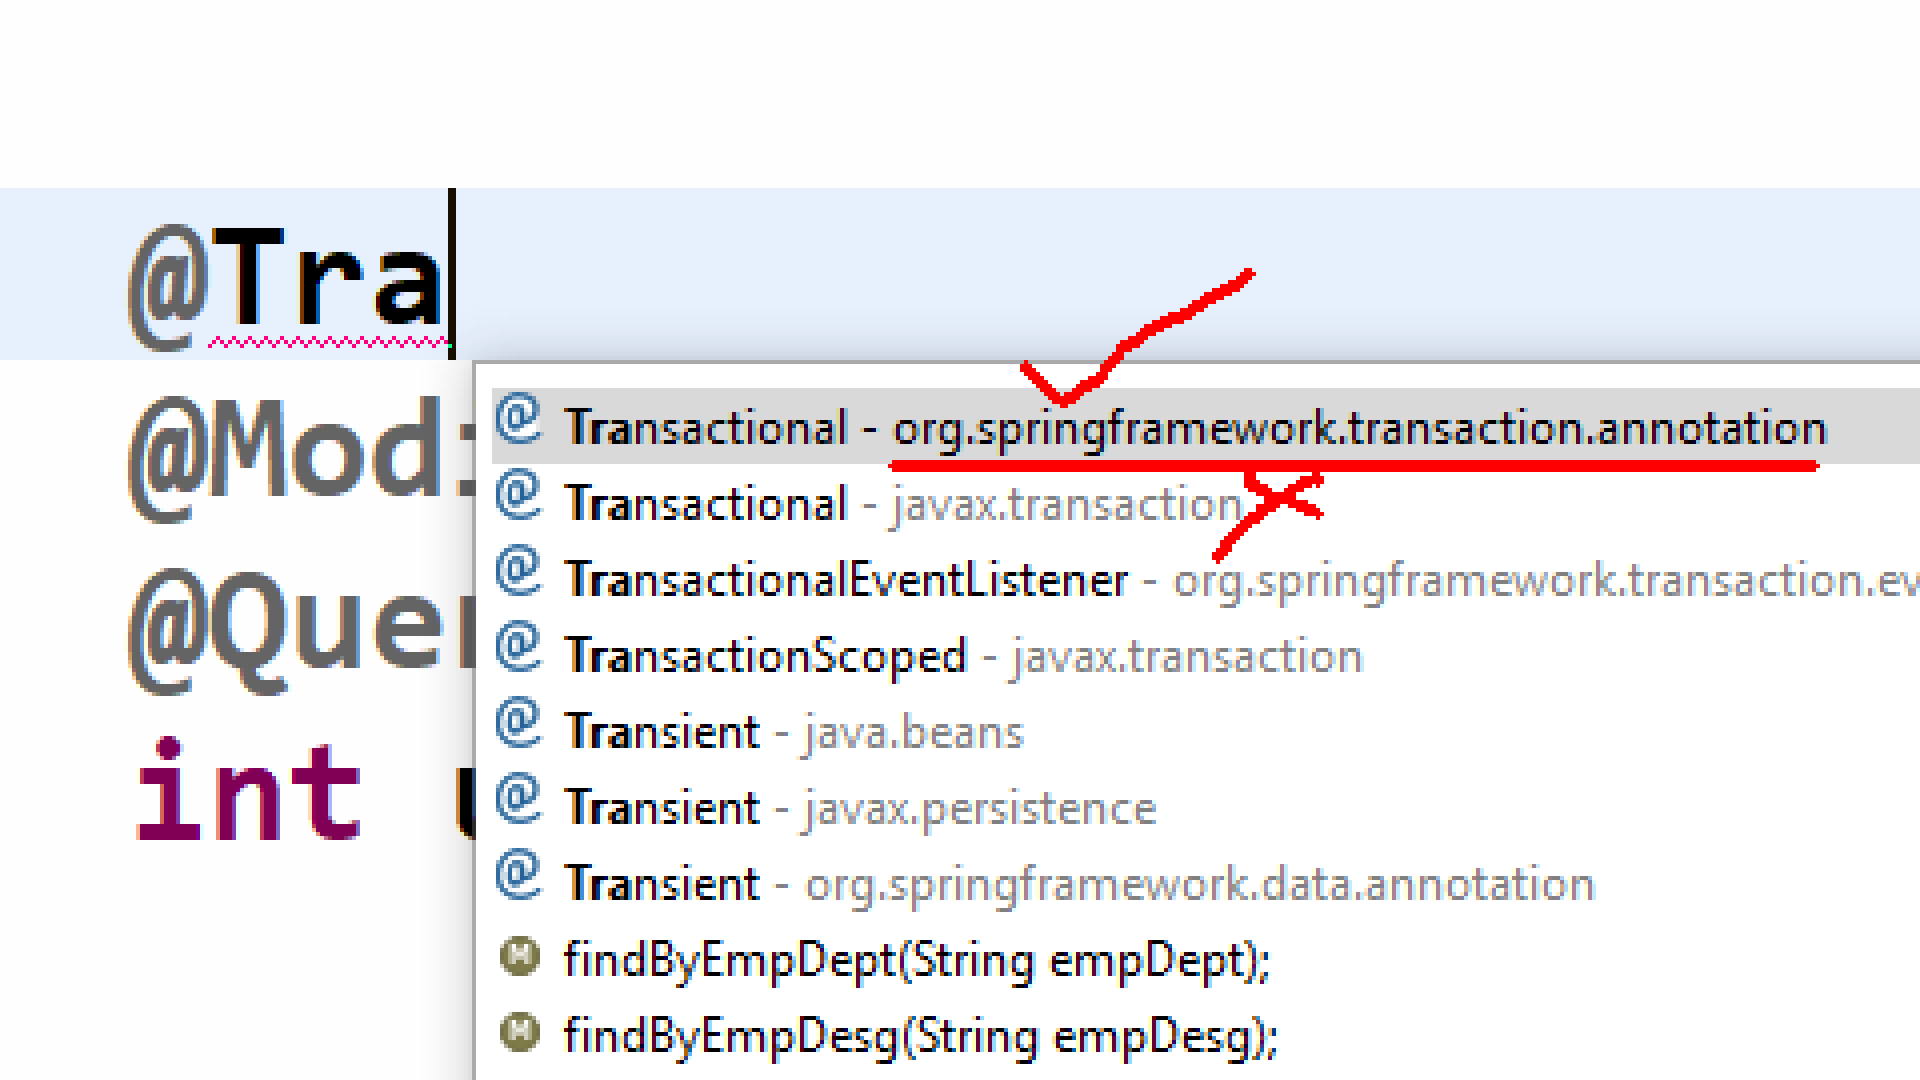 @Tra
@Mod
@Que
int
Transactional - org.springframework.transaction.annotation
Transactional - javax.transaction
TransactionalEventListener - org.springframework.transaction.ev
TransactionScoped - javax.transaction
Transient - java.beans
Transient - javax.persistence
Transient - org.springframework.data.annotation
findByEmpDept(String empDept);
findByEmpDesg(String empDesg);